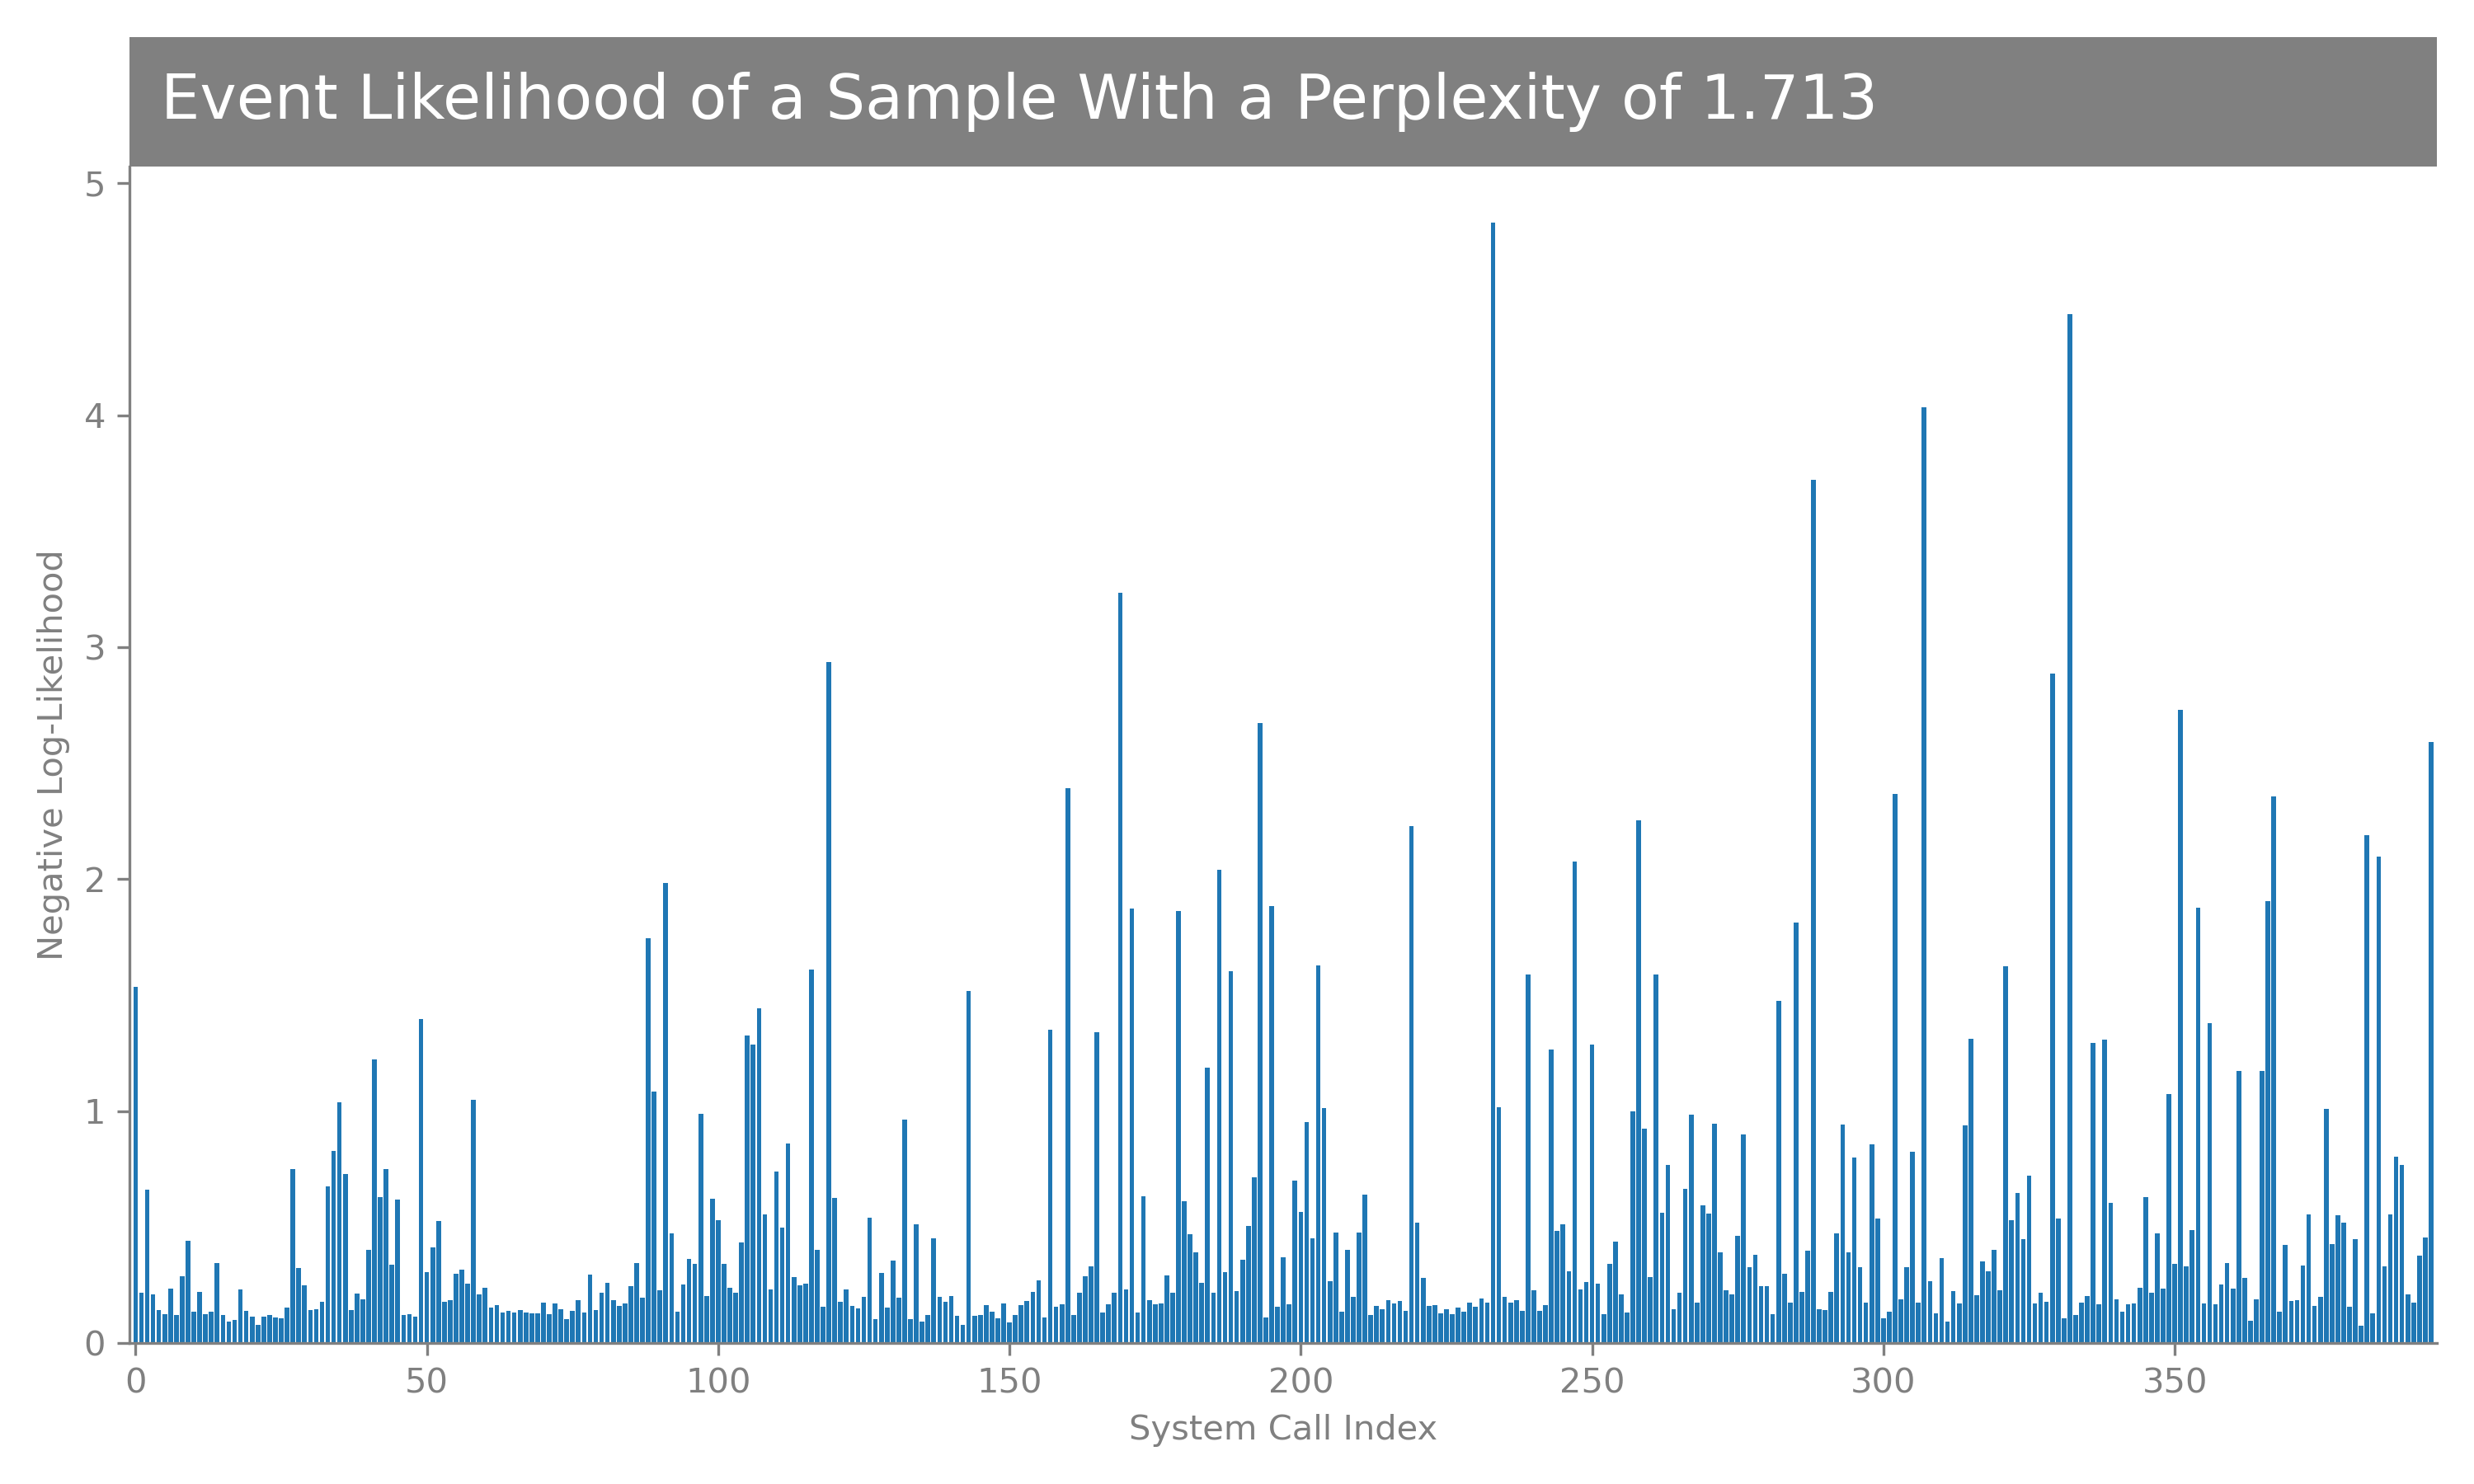 Event Likelihood of a Sample With a Perplexity of 1.713
5
4
3
2
1
0
Negative Log-Likelihood
0 50 100 150 200 250 300 350
System Call Index